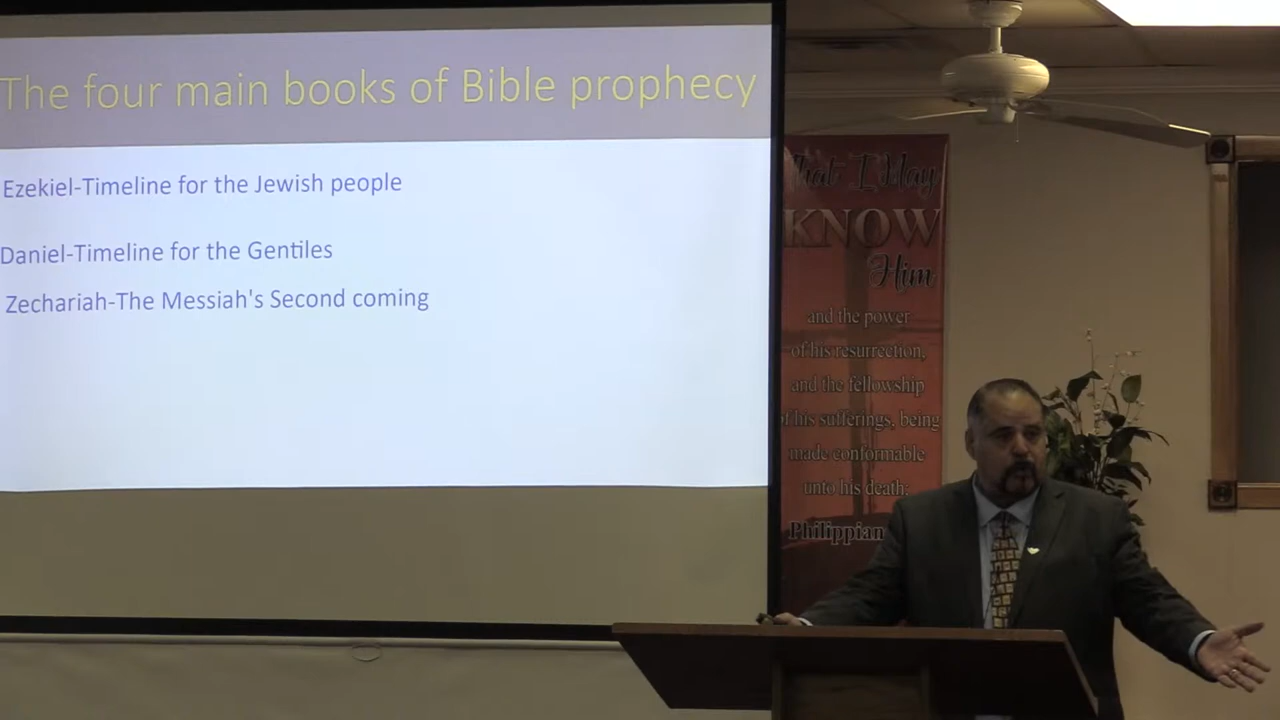 The four main books of Bible prophecy
Ezekiel-Timeline for the Jewish people
Daniel-Timeline for the Gentiles
Zechariah-The Messiah's Second coming
That I May
KNOW
Him
and the power
of his resurrection,
and the fellowship
of his sufferings, being
made conformable
unto his death;
Philippian